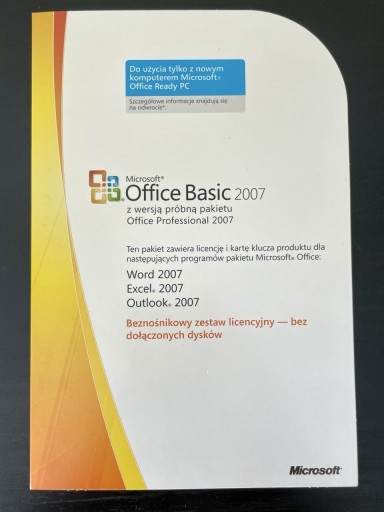 Do użycia tylko z nowym
komputerem Microsoft®
Office Ready PC
Szczegółowe informacje znajdują się
na odwrocie*.
Microsoft®
Office Basic 2007
z wersją próbną pakietu
Office Professional 2007
Ten pakiet zawiera licencję i kartę klucza produktu dla
następujących programów pakietu Microsoft® Office:
Word 2007
Excel® 2007
Outlook® 2007
Beznośnikowy zestaw licencyjny — bez
dołączonych dysków
Microsoft®